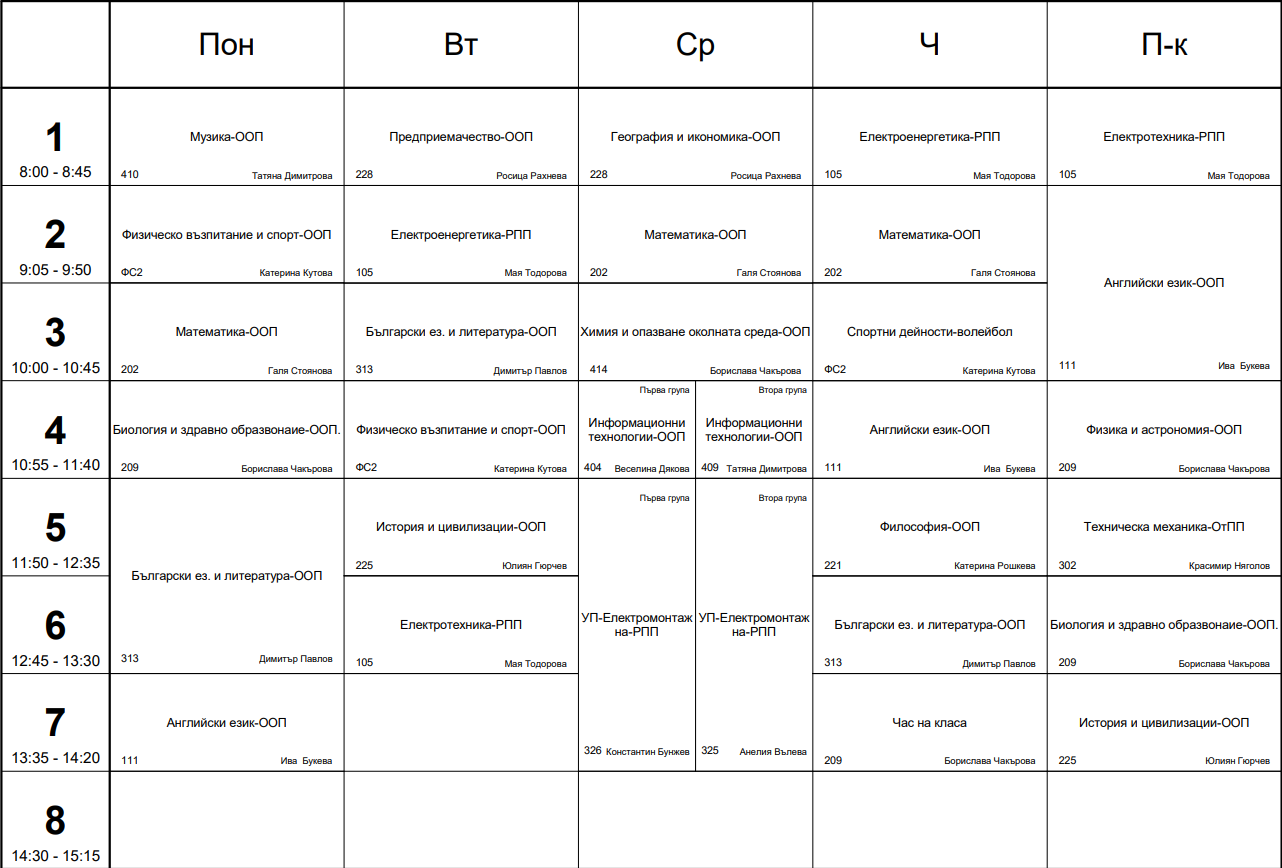 Пон Вт Ср Ч П-к
1
8:00 - 8:45
Музика-ООП
410 Татяна Димитрова
Предприемачество-ООП
228 Росица Рахнева
География и икономика-ООП
228 Росица Рахнева
Електроенергетика-РПП
105 Мая Тодорова
Електротехника-РПП
105 Мая Тодорова
2
9:05 - 9:50
Физическо възпитание и спорт-ООП
ФС2 Катерина Кутова
Електроенергетика-РПП
105 Мая Тодорова
Математика-ООП
202 Галя Стоянова
Математика-ООП
202 Галя Стоянова
Английски език-ООП
111 Ива Букева
3
10:00 - 10:45
Математика-ООП
202 Галя Стоянова
Български ез. и литература-ООП
313 Димитър Павлов
Химия и опазване околната среда-ООП
414 Борислава Чакърова
Спортни дейности-волейбол
ФС2 Катерина Кутова
4
10:55 - 11:40
Биология и здравно образвонаие-ООП.
209 Борислава Чакърова
Физическо възпитание и спорт-ООП
ФС2 Катерина Кутова
Първа група
Информационни
технологии-ООП
404 Веселина Дякова
Втора група
Информационни
технологии-ООП
409 Татяна Димитрова
Английски език-ООП
111 Ива Букева
Физика и астрономия-ООП
209 Борислава Чакърова
5
11:50 - 12:35
Български ез. и литература-ООП
313 Димитър Павлов
История и цивилизации-ООП
225 Юлиян Гюрчев
Първа група
УП-Електромонтаж
на-РПП
326 Константин Бунжев
Втора група
УП-Електромонтаж
на-РПП
325 Анелия Вълева
Философия-ООП
221 Катерина Рошкева
Техническа механика-ОтПП
302 Красимир Няголов
6
12:45 - 13:30
Електротехника-РПП
105 Мая Тодорова
Български ез. и литература-ООП
313 Димитър Павлов
Биология и здравно образвонаие-ООП.
209 Борислава Чакърова
7
13:35 - 14:20
Английски език-ООП
111 Ива Букева
Час на класа
209 Борислава Чакърова
История и цивилизации-ООП
225 Юлиян Гюрчев
8
14:30 - 15:15